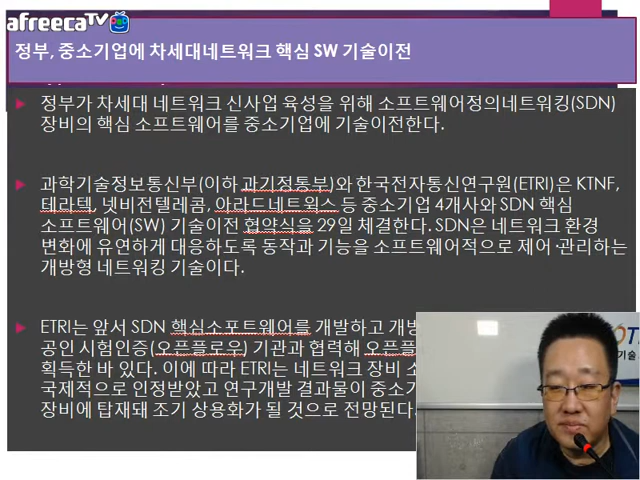 afreecaTV
정부, 중소기업에 차세대네트워크 핵심 SW 기술이전
정부가 차세대 네트워크 신사업 육성을 위해 소프트웨어정의네트워킹(SDN)
장비의 핵심 소프트웨어를 중소기업에 기술이전한다.
과학기술정보통신부(이하 과기정통부)와 한국전자통신연구원(ETRI)은 KTNF,
테라텍, 넷비전텔레콤, 아라드네트웍스 등 중소기업 4개사와 SDN 핵심
소프트웨어(SW) 기술이전 협약식을 29일 체결한다. SDN은 네트워크 환경
변화에 유연하게 대응하도록 동작과 기능을 소프트웨어적으로 제어·관리하는
개방형 네트워킹 기술이다.
ETRI는 앞서 SDN 핵심소포트웨어를 개발하고 개방
공인 시험인증(오픈플로우) 기관과 협력해 오픈플
획득한 바 있다. 이에 따라 ETRI는 네트워크 장비 소
국제적으로 인정받았고 연구개발 결과물이 중소기
장비에 탑재돼 조기 상용화가 될 것으로 전망된다.
기술